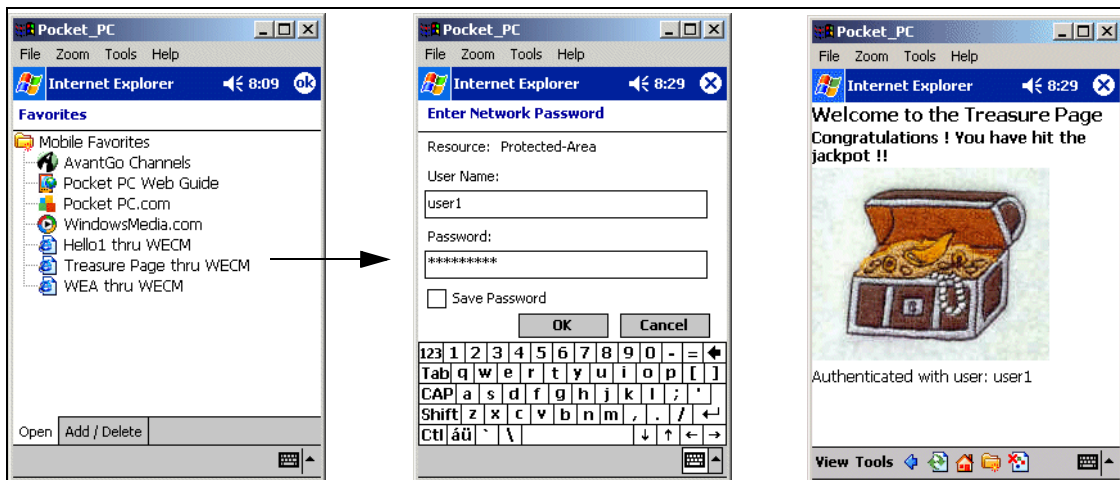 Pocket_PC
File Zoom Tools Help
Internet Explorer 8:09 ok
Favorites
Mobile Favorites
AvantGo Channels
Pocket PC Web Guide
Pocket PC.com
WindowsMedia.com
Hello1 thru WECM
Treasure Page thru WECM
WEA thru WECM
Open Add / Delete
Pocket_PC
File Zoom Tools Help
Internet Explorer 8:29
Enter Network Password
Resource: Protected-Area
User Name:
user1
Password:
*********
Save Password
OK Cancel
123 1 2 3 4 5 6 7 8 9 0 - =
Tab q w e r t y u i o p [ ]
CAP a s d f g h j k l ; '
Shift z x c v b n m , . /
Ctl áü ` \
Pocket_PC
File Zoom Tools Help
Internet Explorer 8:29
Welcome to the Treasure Page
Congratulations ! You have hit the
jackpot !!
Authenticated with user: user1
View Tools